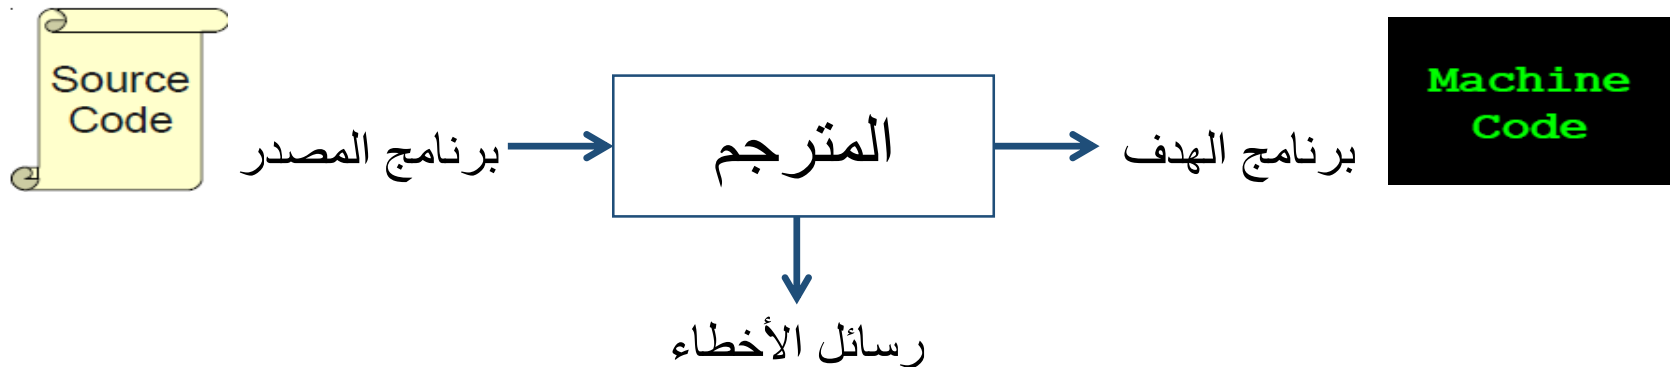 Source
Code
برنامج المصدر
المترجم
برنامج الهدف
Machine
Code
رسائل الأخطاء